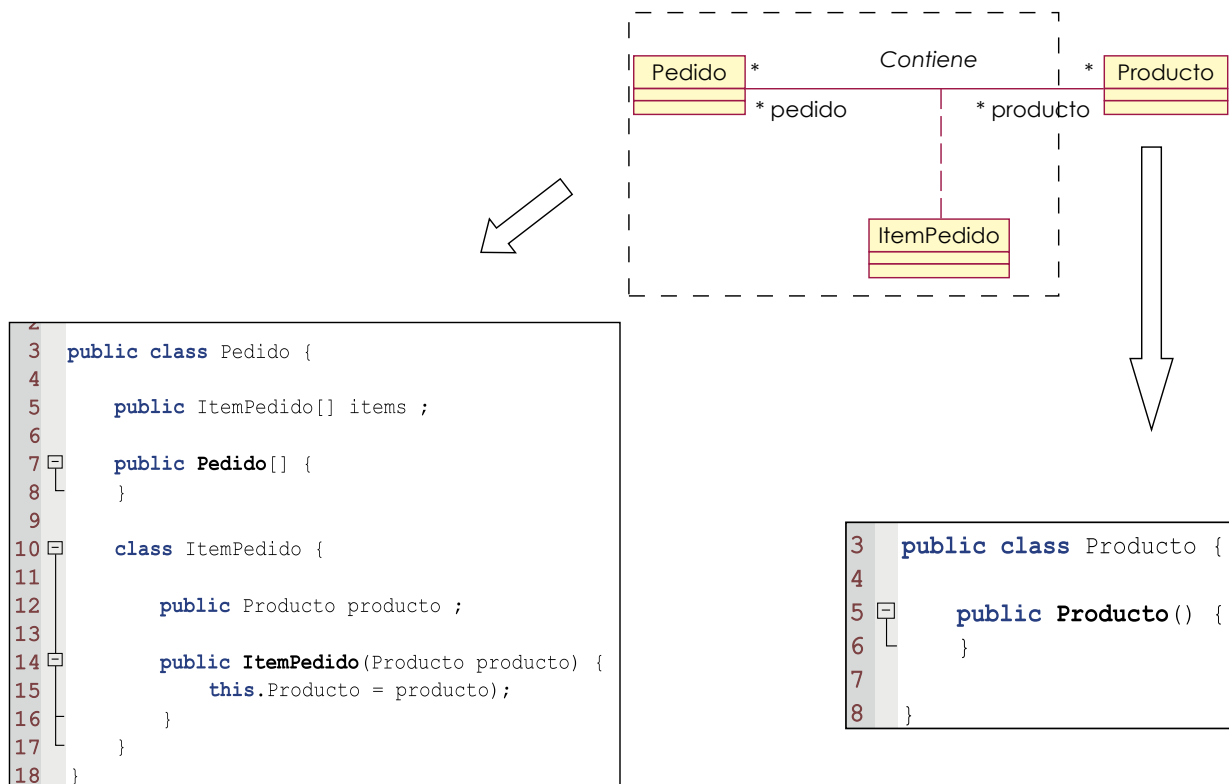 Contiene
Pedido * * Producto
* pedido * producto
ItemPedido
2
3 public class Pedido {
4
5 public ItemPedido[] items ;
6
7 public Pedido[] {
8 }
9
10 class ItemPedido {
11
12 public Producto producto ;
13
14 public ItemPedido(Producto producto) {
15 this.Producto = producto);
16 }
17 }
18 }
3 public class Producto {
4
5 public Producto() {
6 }
7
8 }